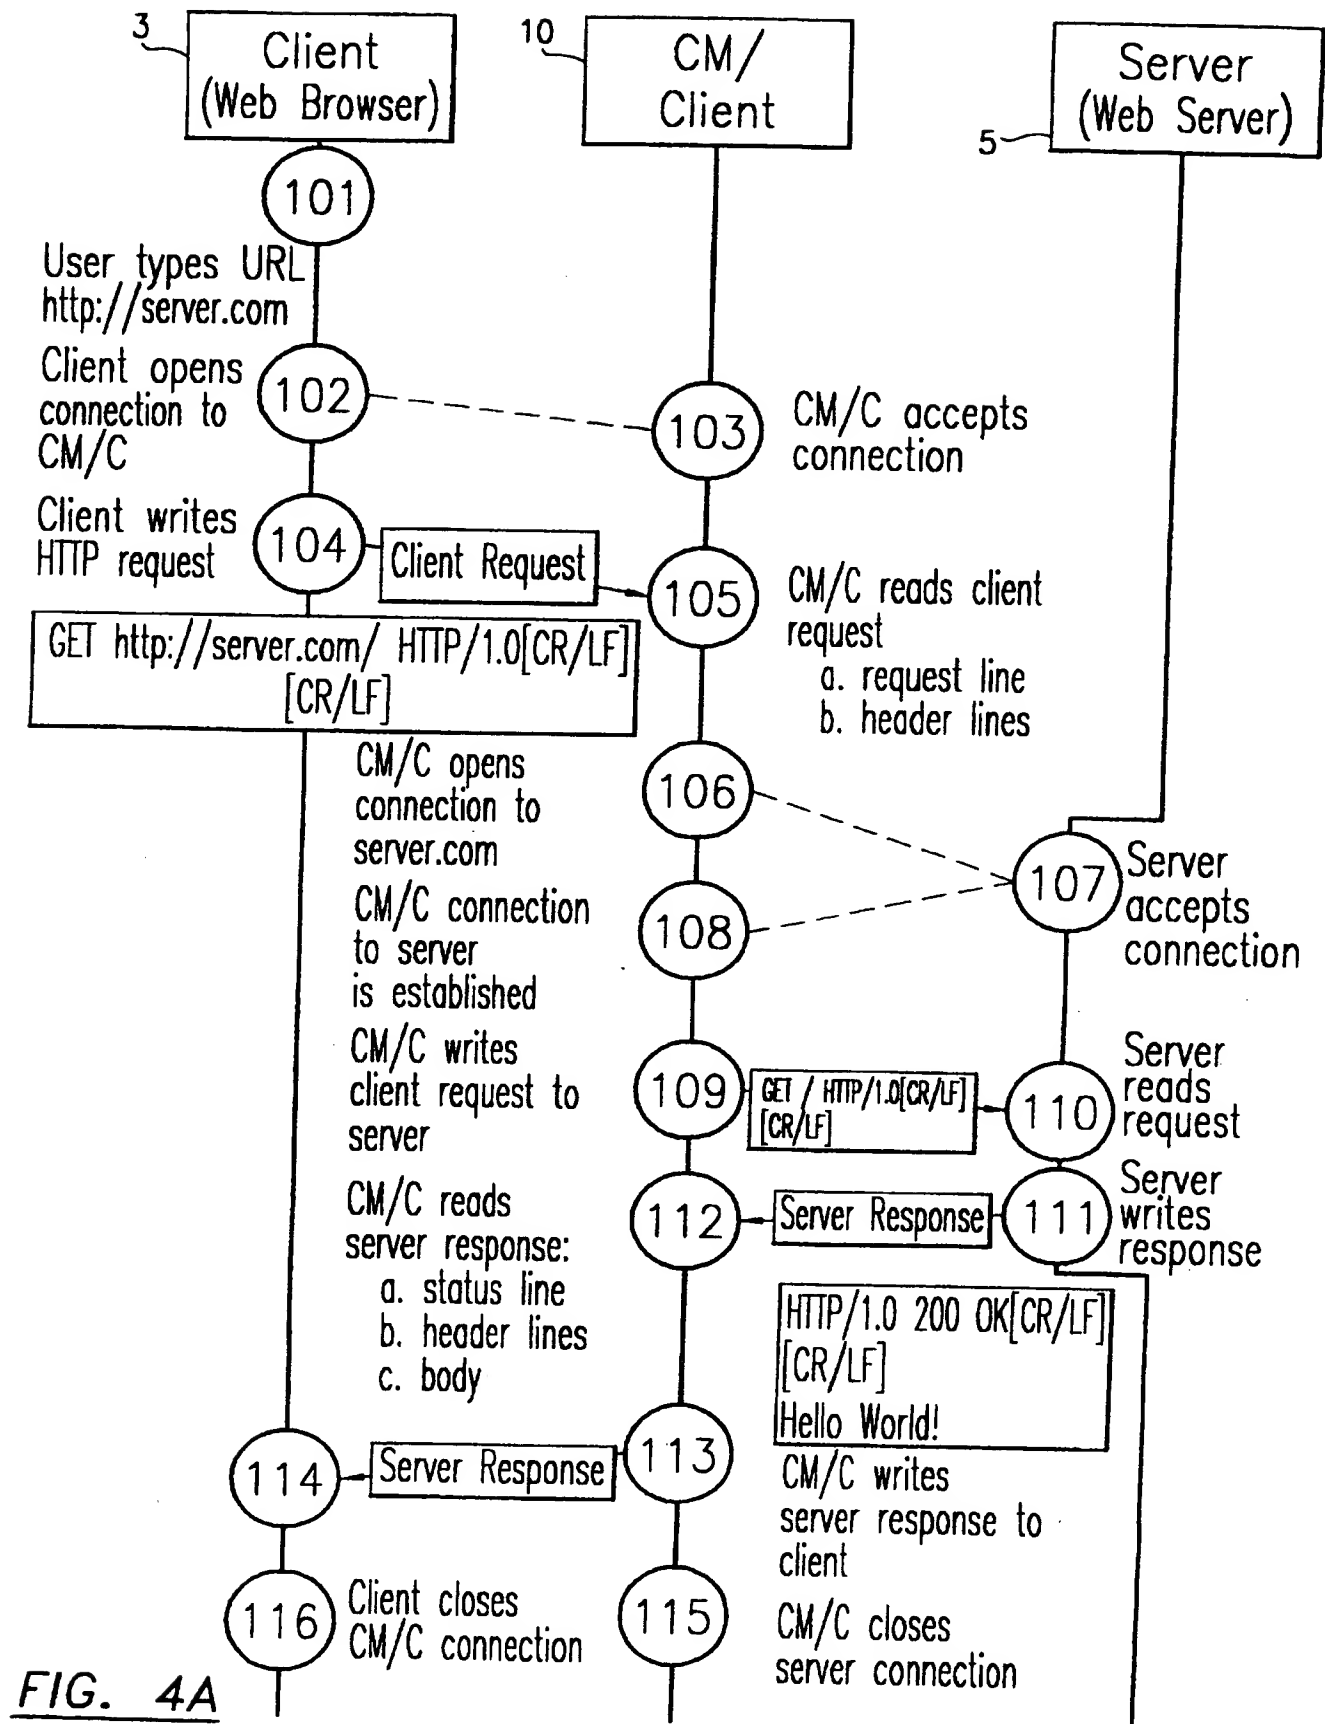 3
Client
(Web Browser)
10
CM/
Client
Server
(Web Server)
5
101
User types URL
http://server.com
Client opens
connection to
CM/C
102
103
CM/C accepts
connection
Client writes
HTTP request
104
Client Request
105
CM/C reads client
request
a. request line
b. header lines
GET http://server.com/ HTTP/1.0[CR/LF]
[CR/LF]
CM/C opens
connection to
server.com
106
107
Server
accepts
connection
CM/C connection
to server
is established
108
CM/C writes
client request to
server
109
GET / HTTP/1.0[CR/LF]
[CR/LF]
110
Server
reads
request
CM/C reads
server response:
a. status line
b. header lines
c. body
112
Server Response
111
Server
writes
response
HTTP/1.0 200 OK[CR/LF]
[CR/LF]
Hello World!
114
Server Response
113
CM/C writes
server response to
client
116
Client closes
CM/C connection
115
CM/C closes
server connection
FIG. 4A